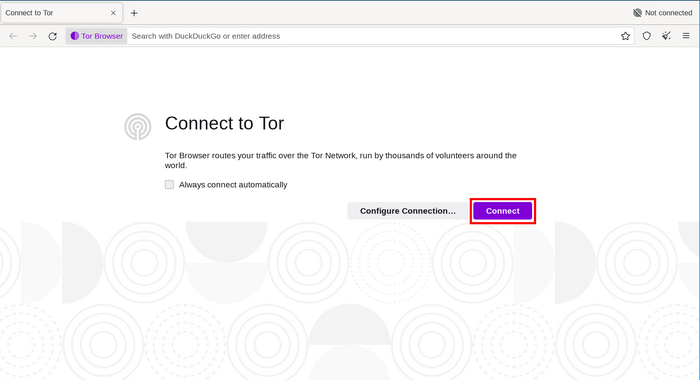 Connect to Tor
Not connected
Tor Browser
Search with DuckDuckGo or enter address
Connect to Tor
Tor Browser routes your traffic over the Tor Network, run by thousands of volunteers around the
world.
Always connect automatically
Configure Connection...
Connect